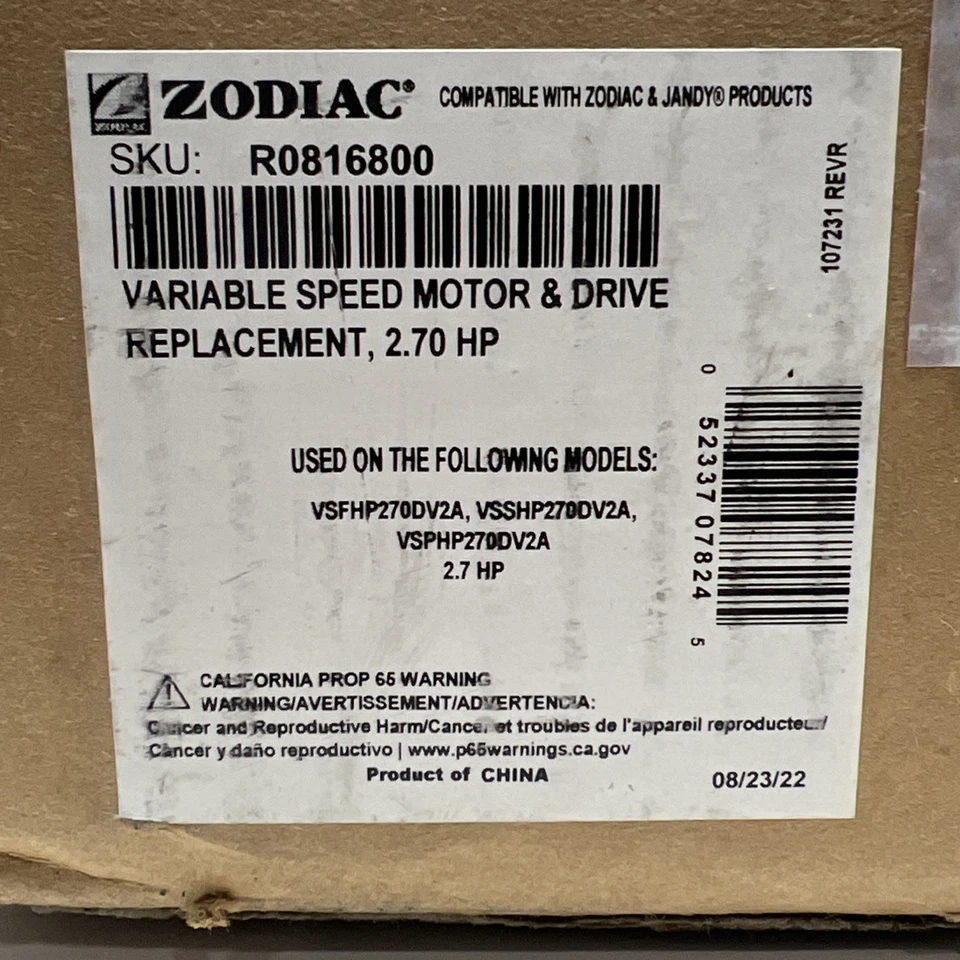 ZODIAC® COMPATIBLE WITH ZODIAC & JANDY® PRODUCTS
SKU: R0816800
107231 REVR
VARIABLE SPEED MOTOR & DRIVE
REPLACEMENT, 2.70 HP
0 52337 07824 5
USED ON THE FOLLOWING MODELS:
VSFHP270DV2A, VSSHP270DV2A,
VSPHP270DV2A
2.7 HP
CALIFORNIA PROP 65 WARNING
WARNING/AVERTISSEMENT/ADVERTENCIA:
Cancer and Reproductive Harm/Cancer et troubles de l'appareil reproducteur/
Cáncer y daño reproductivo | www.p65warnings.ca.gov
Product of CHINA
08/23/22